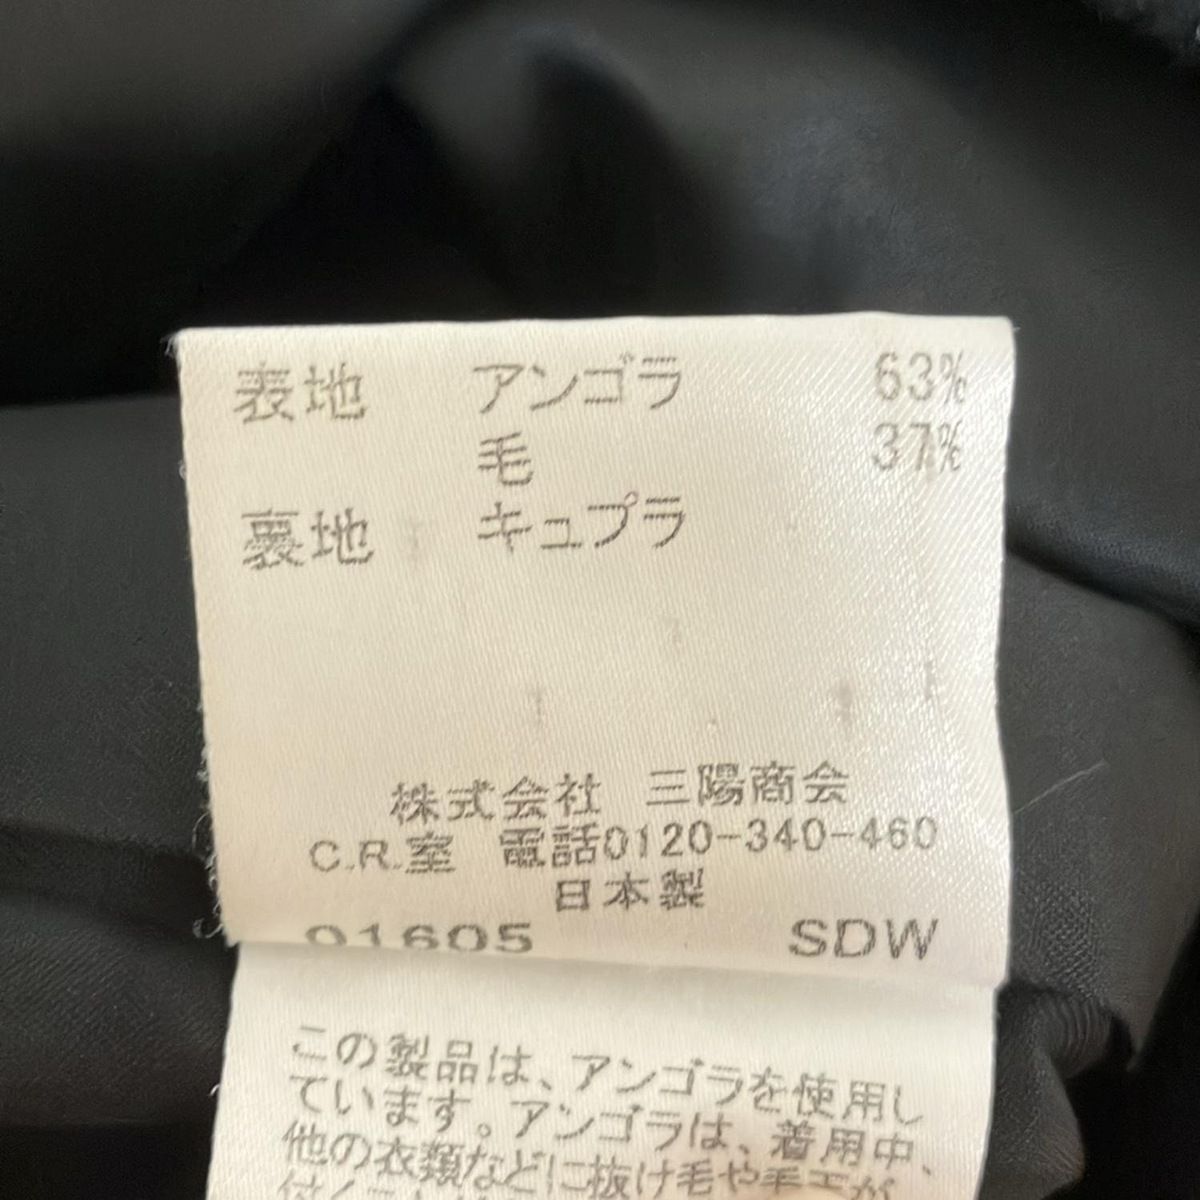 表地 アンゴラ 63%
毛 37%
裏地 キュプラ
株式会社 三陽商会
C.R.室 電話0120-340-460
日本製
01605 SDW
この製品は、アンゴラを使用し
ています。アンゴラは、着用中、
他の衣類などに抜け毛や毛玉が